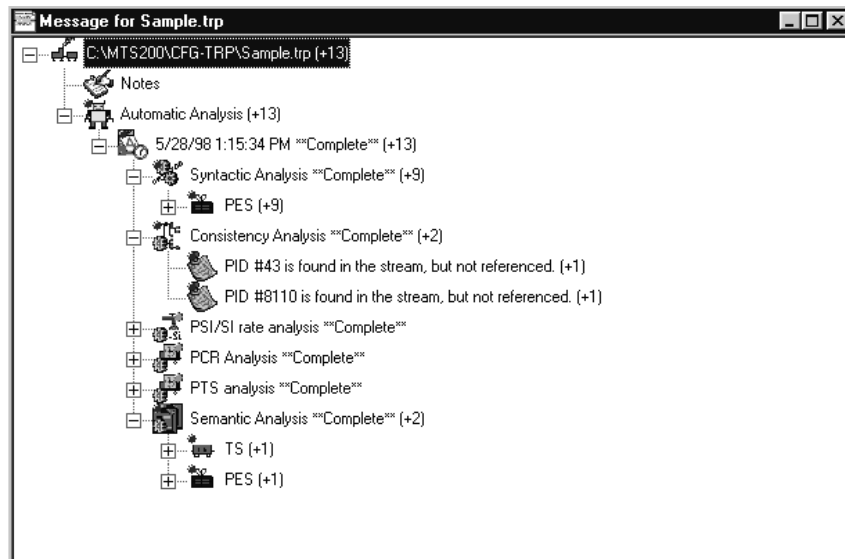 Message for Sample.trp
C:\MTS200\CFG-TRP\Sample.trp (+13)
Notes
Automatic Analysis (+13)
5/28/98 1:15:34 PM **Complete** (+13)
Syntactic Analysis **Complete** (+9)
PES (+9)
Consistency Analysis **Complete** (+2)
PID #43 is found in the stream, but not referenced. (+1)
PID #8110 is found in the stream, but not referenced. (+1)
PSI/SI rate analysis **Complete**
PCR Analysis **Complete**
PTS analysis **Complete**
Semantic Analysis **Complete** (+2)
TS (+1)
PES (+1)